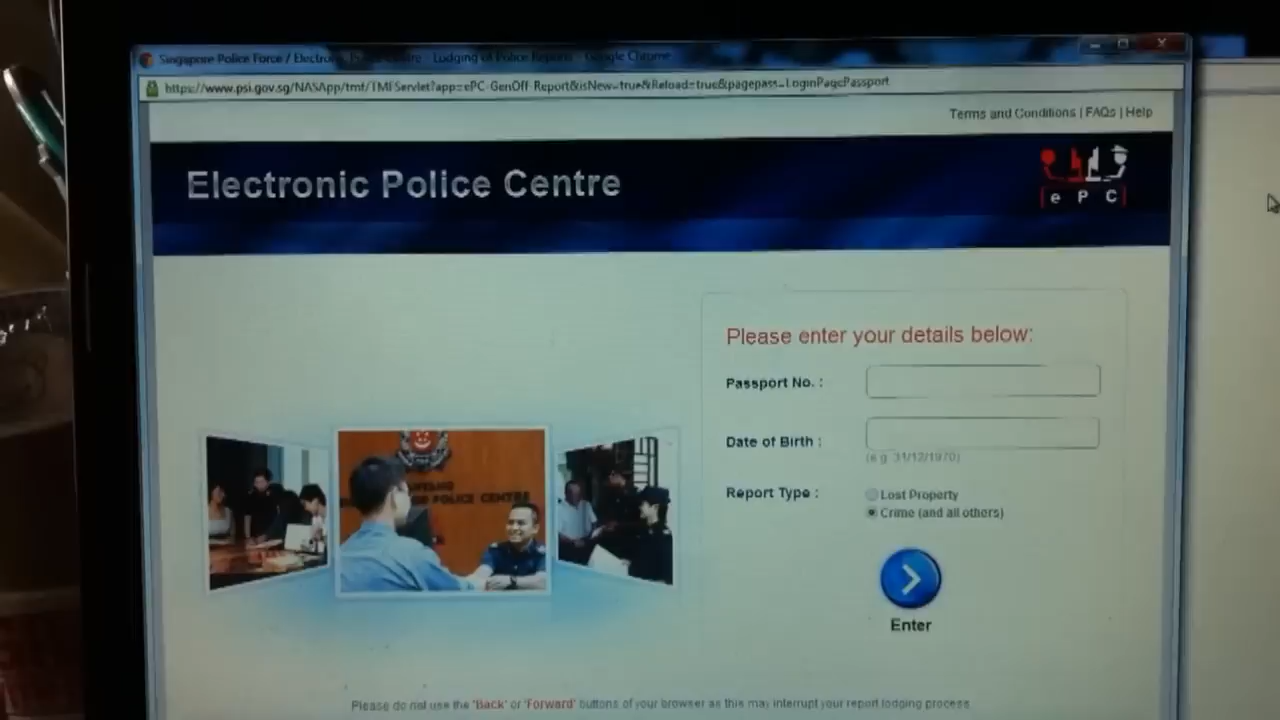 Singapore Police Force / Electronic Police Centre - Lodging of Police Reports - Google Chrome
https://www.psi.gov.sg/NASApp/tmf/TMFServlet?app=ePC-GenOff-Report&isNew=true&Reload=true&pagepass=LoginPagePassport
Terms and Conditions | FAQs | Help
Electronic Police Centre
e P C
Please enter your details below:
Passport No. :
Date of Birth :
(e.g. 31/12/1970)
Report Type :
Lost Property
Crime (and all others)
POLICE CENTRE
Enter
Please do not use the 'Back' or 'Forward' buttons of your browser as this may interrupt your report lodging process